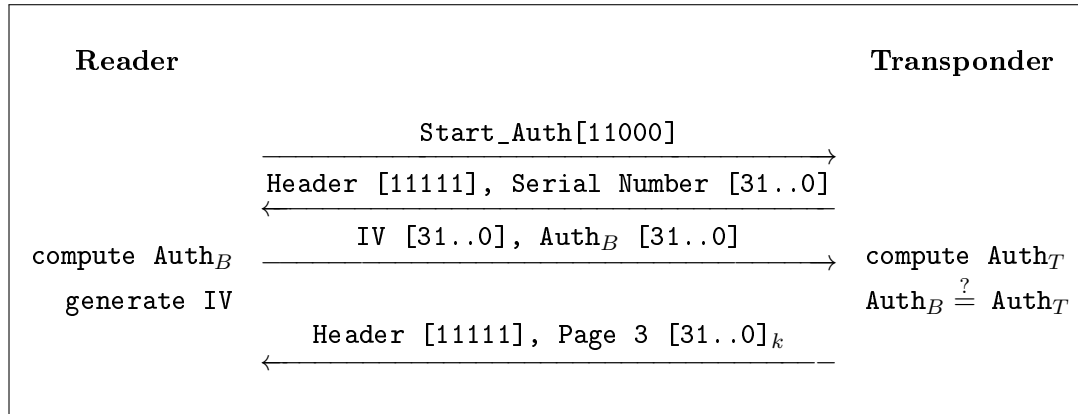 Reader Transponder
Start_Auth[11000]
Header [11111], Serial Number [31..0]
IV [31..0], Auth_B [31..0]
compute Auth_B compute Auth_T
generate IV Auth_B ?= Auth_T
Header [11111], Page 3 [31..0]_k